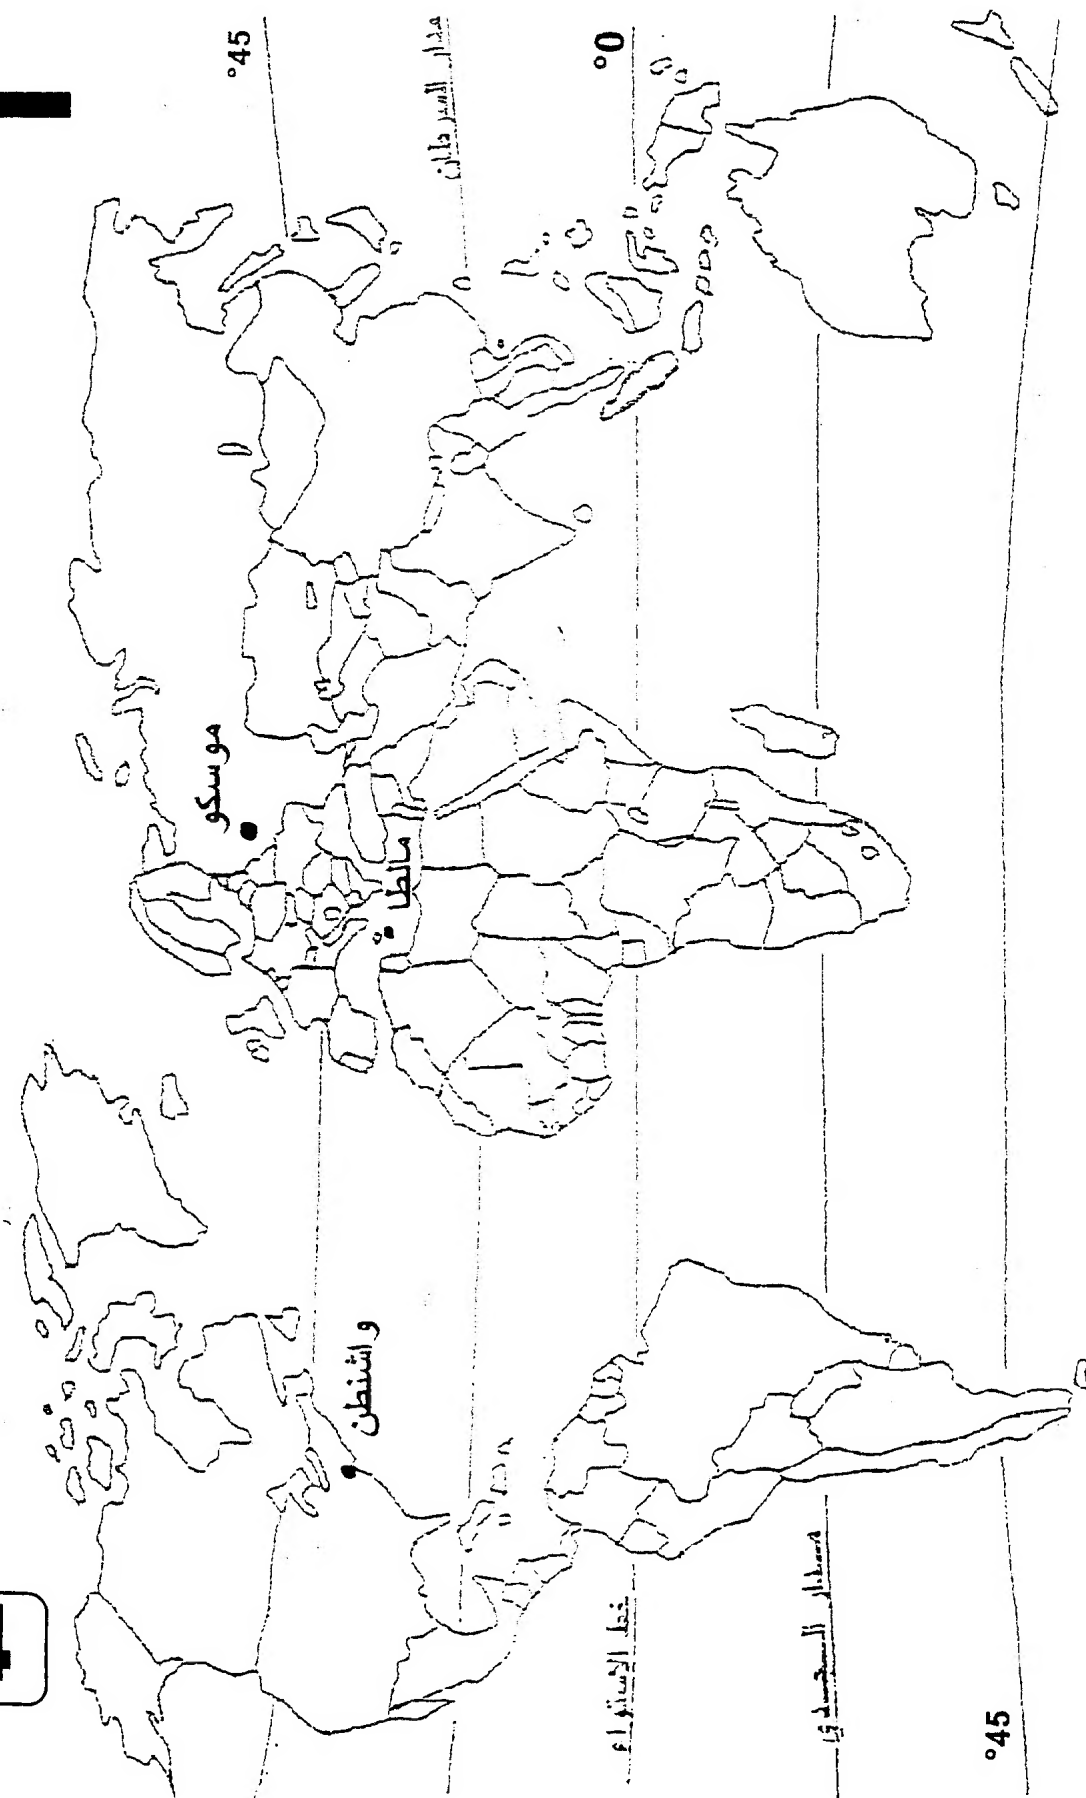 °45
مدار السرطان
°0
موسكو
مالطا
واشنطن
خط الاستواء
مدار الجدي
°45